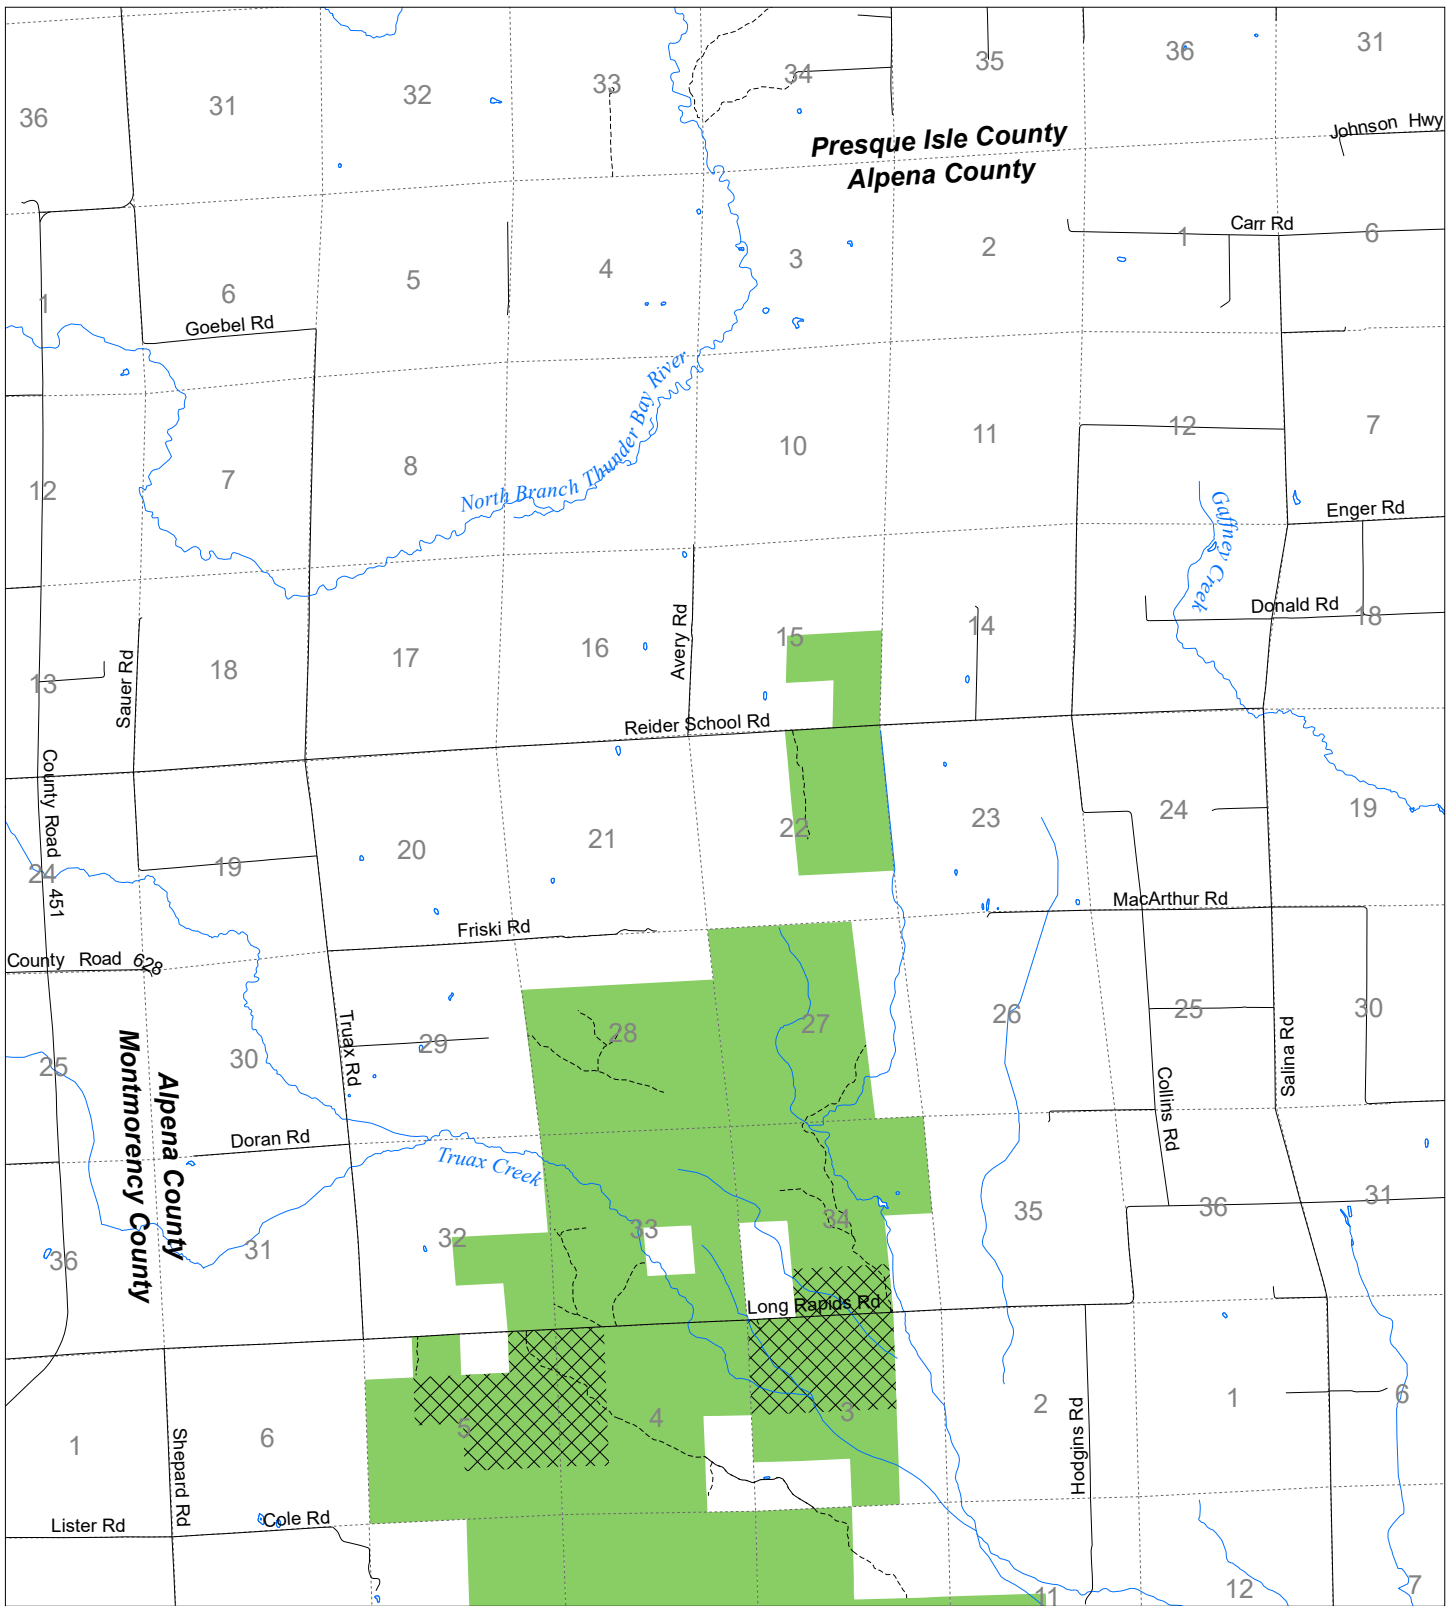 36
31
32
33
34
35
36
31
Johnson Hwy
Presque Isle County
Alpena County
1
6
5
4
3
2
1
Carr Rd
6
Goebel Rd
North Branch Thunder Bay River
12
7
8
10
11
12
7
Gaffney Creek
Enger Rd
13
Sauer Rd
18
17
16
Avery Rd
15
14
Donald Rd
18
Reider School Rd
County Road 451
24
19
20
21
22
23
24
19
MacArthur Rd
Friski Rd
County Road 628
25
30
Truax Rd
29
28
27
26
25
Salina Rd
30
Collins Rd
Alpena County
Montmorency County
Doran Rd
Truax Creek
36
31
32
33
34
35
36
31
Long Rapids Rd
1
Shepard Rd
6
5
4
3
2
Hodgins Rd
1
6
Lister Rd
Cole Rd
11
12
7